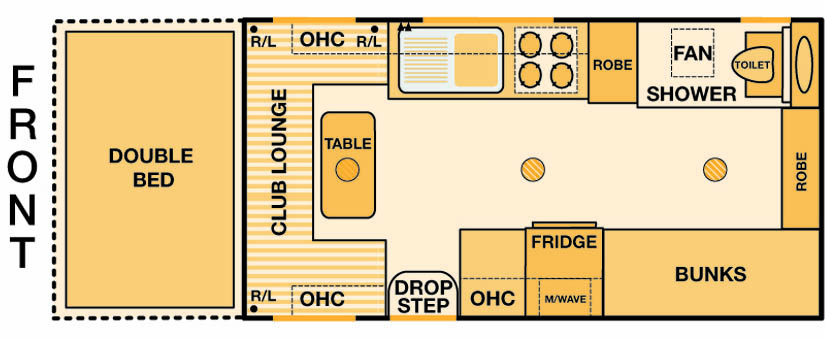 FRONT
DOUBLE
BED
R/L
OHC
R/L
CLUB LOUNGE
TABLE
ROBE
FAN
TOILET
SHOWER
ROBE
FRIDGE
BUNKS
R/L
OHC
DROP
STEP
OHC
M/WAVE